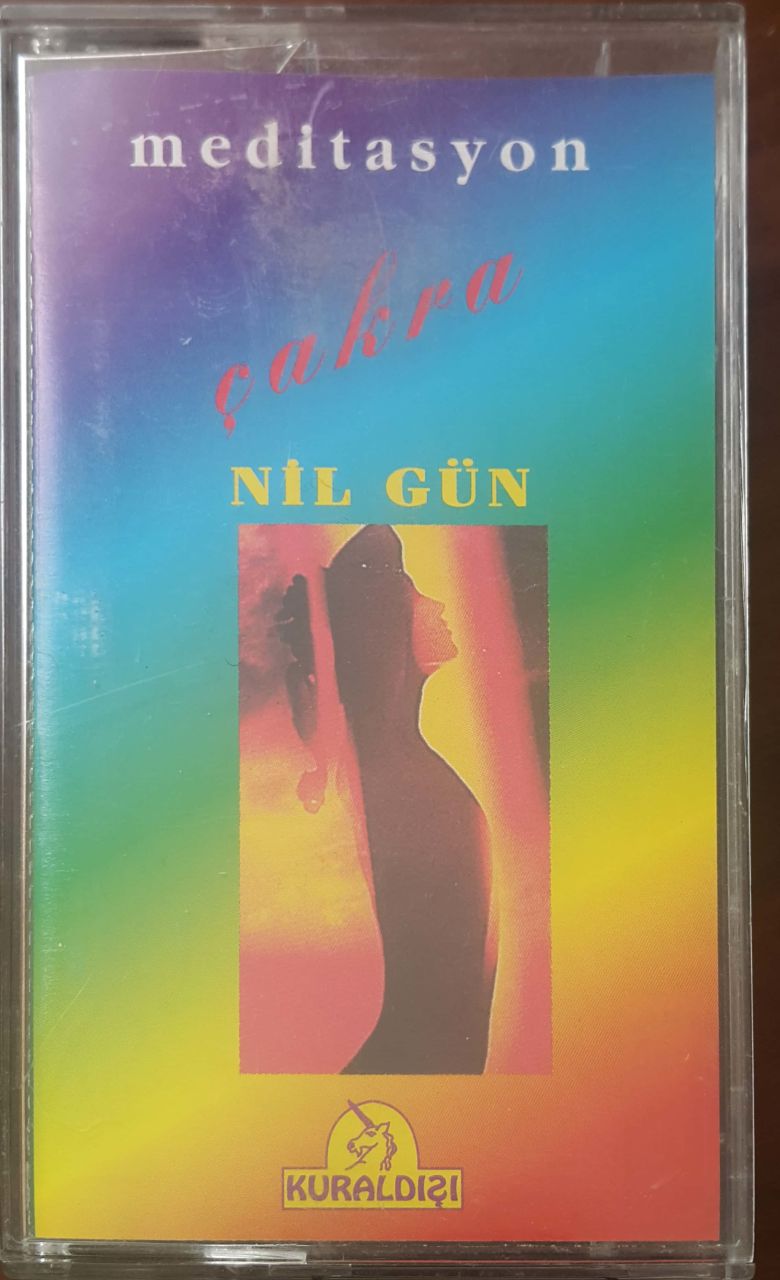 meditasyon
çakra
NİL GÜN
KURALDIŞI